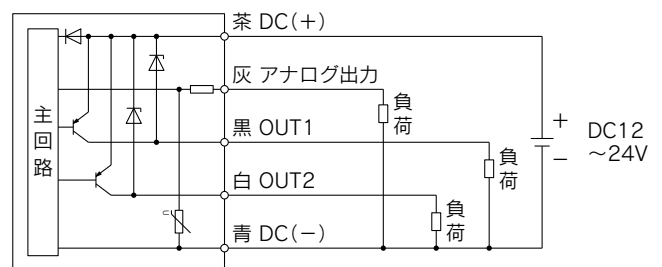 茶 DC(+)
灰 アナログ出力
主回路
負荷
黒 OUT1
負荷
+
−
DC12
～24V
白 OUT2
負荷
青 DC(−)